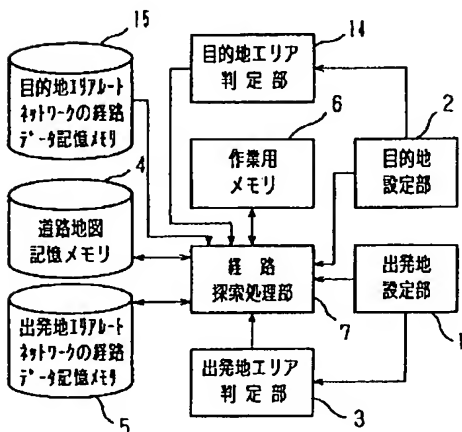 15
目的地エリアルート
ネットワークの経路
データ記憶メモリ
4
道路地図
記憶メモリ
出発地エリアルート
ネットワークの経路
データ記憶メモリ
5
目的地エリア
判定部
14
6
作業用
メモリ
経路
探索処理部
7
出発地エリア
判定部
3
2
目的地
設定部
出発地
設定部
1